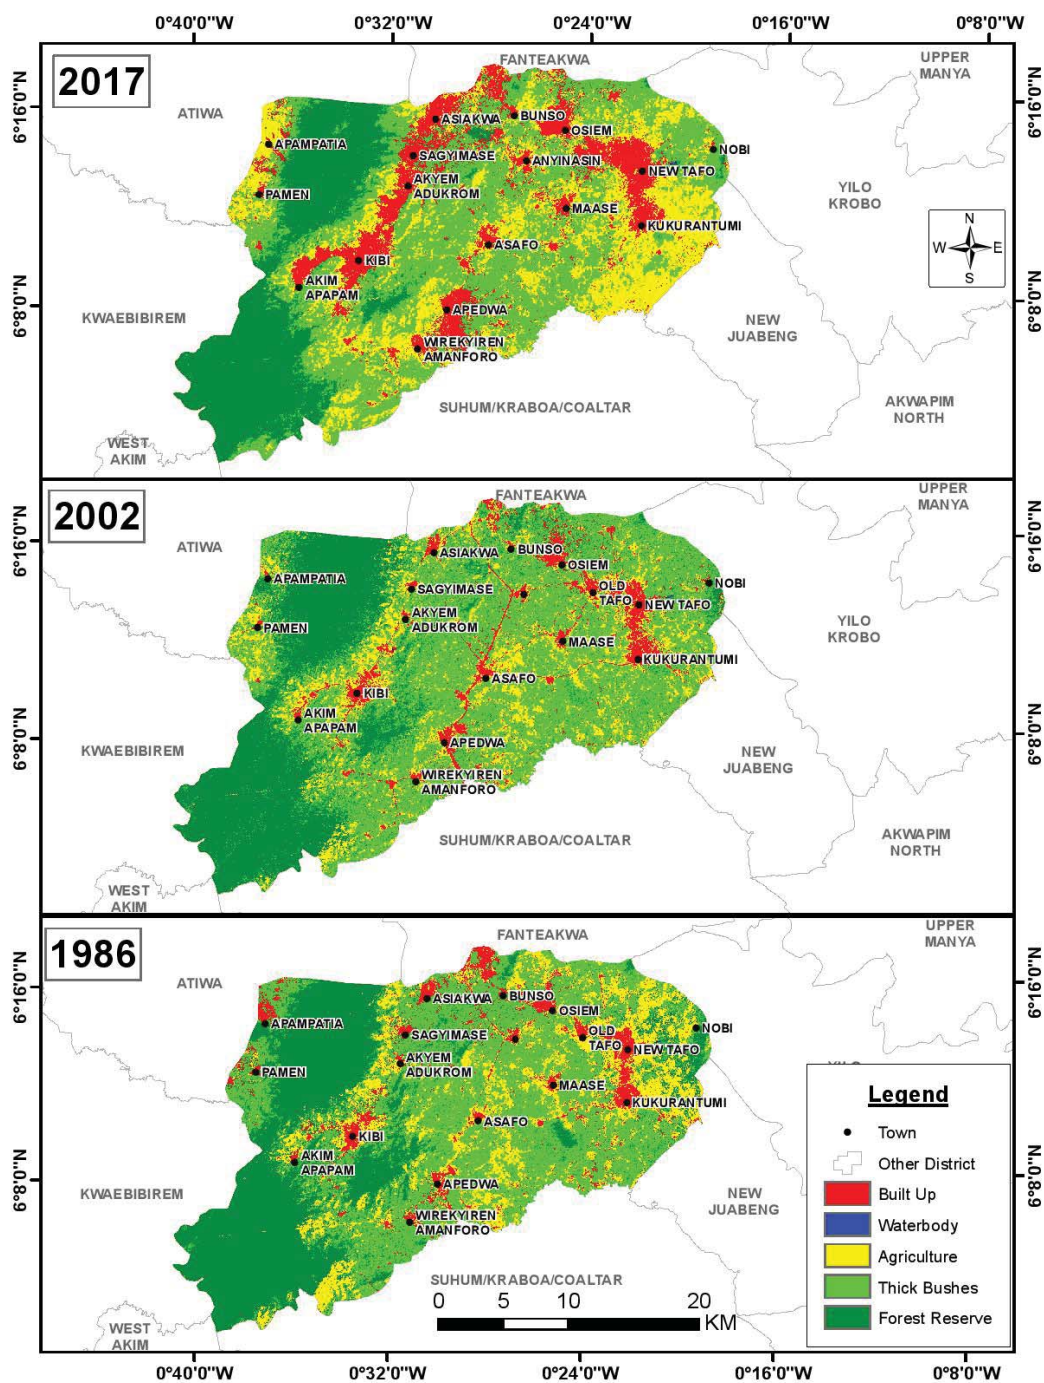 0°40'0"W 0°32'0"W 0°24'0"W 0°16'0"W 0°8'0"W
2017
FANTEAKWA
UPPER
MANYA
6°16'0"N
6°16'0"N
ATIWA
ASIAKWA
BUNSO
OSIEM
APAMPATIA
SAGYIMASE
ANYINASIN
NOBI
NEW TAFO
AKYEM
ADUKROM
PAMEN
MAASE
YILO
KROBO
KUKURANTUMI
N
W E
S
ASAFO
KIBI
AKIM
APAPAM
6°8'0"N
6°8'0"N
KWAEBIBIREM
APEDWA
NEW
JUABENG
WIREKYIREN
AMANFORO
SUHUM/KRABOA/COALTAR
AKWAPIM
NORTH
WEST
AKIM
2002
FANTEAKWA
UPPER
MANYA
6°16'0"N
6°16'0"N
ATIWA
ASIAKWA
BUNSO
OSIEM
APAMPATIA
SAGYIMASE
OLD
TAFO
NOBI
NEW TAFO
AKYEM
ADUKROM
PAMEN
MAASE
YILO
KROBO
KUKURANTUMI
ASAFO
KIBI
AKIM
APAPAM
6°8'0"N
6°8'0"N
KWAEBIBIREM
APEDWA
NEW
JUABENG
WIREKYIREN
AMANFORO
SUHUM/KRABOA/COALTAR
AKWAPIM
NORTH
WEST
AKIM
1986
FANTEAKWA
UPPER
MANYA
6°16'0"N
6°16'0"N
ATIWA
ASIAKWA
BUNSO
OSIEM
APAMPATIA
SAGYIMASE
OLD
TAFO
NOBI
NEW TAFO
AKYEM
ADUKROM
PAMEN
MAASE
YILO
KUKURANTUMI
ASAFO
KIBI
AKIM
APAPAM
6°8'0"N
6°8'0"N
KWAEBIBIREM
APEDWA
NEW
JUABENG
WIREKYIREN
AMANFORO
SUHUM/KRABOA/COALTAR
WEST
AKIM
0 5 10 20
KM
Legend
Town
Other District
Built Up
Waterbody
Agriculture
Thick Bushes
Forest Reserve
0°40'0"W 0°32'0"W 0°24'0"W 0°16'0"W 0°8'0"W